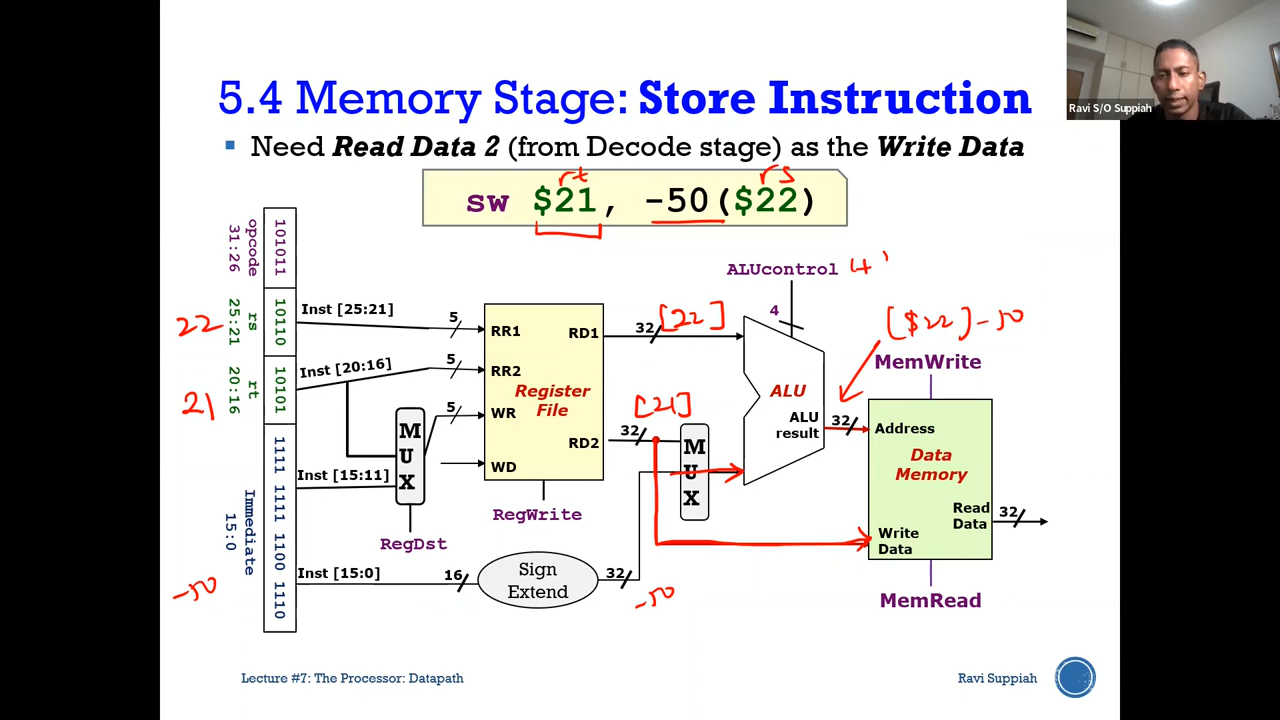 5.4 Memory Stage: Store Instruction
Ravi S/O Suppiah
▪ Need Read Data 2 (from Decode stage) as the Write Data
rt rs
sw $21, -50($22)
opcode
31:26
101011
22
rs
25:21
10110
Inst [25:21]
5
RR1
21
rt
20:16
10101
Inst [20:16]
5
RR2
5
WR
WD
Register
File
RD1
32
[22]
RD2
32
[21]
RegWrite
MUX
Inst [15:11]
RegDst
-50
Immediate
15:0
1111 1111 1100 1110
Inst [15:0]
16
Sign
Extend
32
-50
MUX
ALUcontrol
4
ALU
ALU
result
32
[$22]-50
MemWrite
Address
Data
Memory
Read
Data
32
Write
Data
MemRead
Lecture #7: The Processor: Datapath
Ravi Suppiah